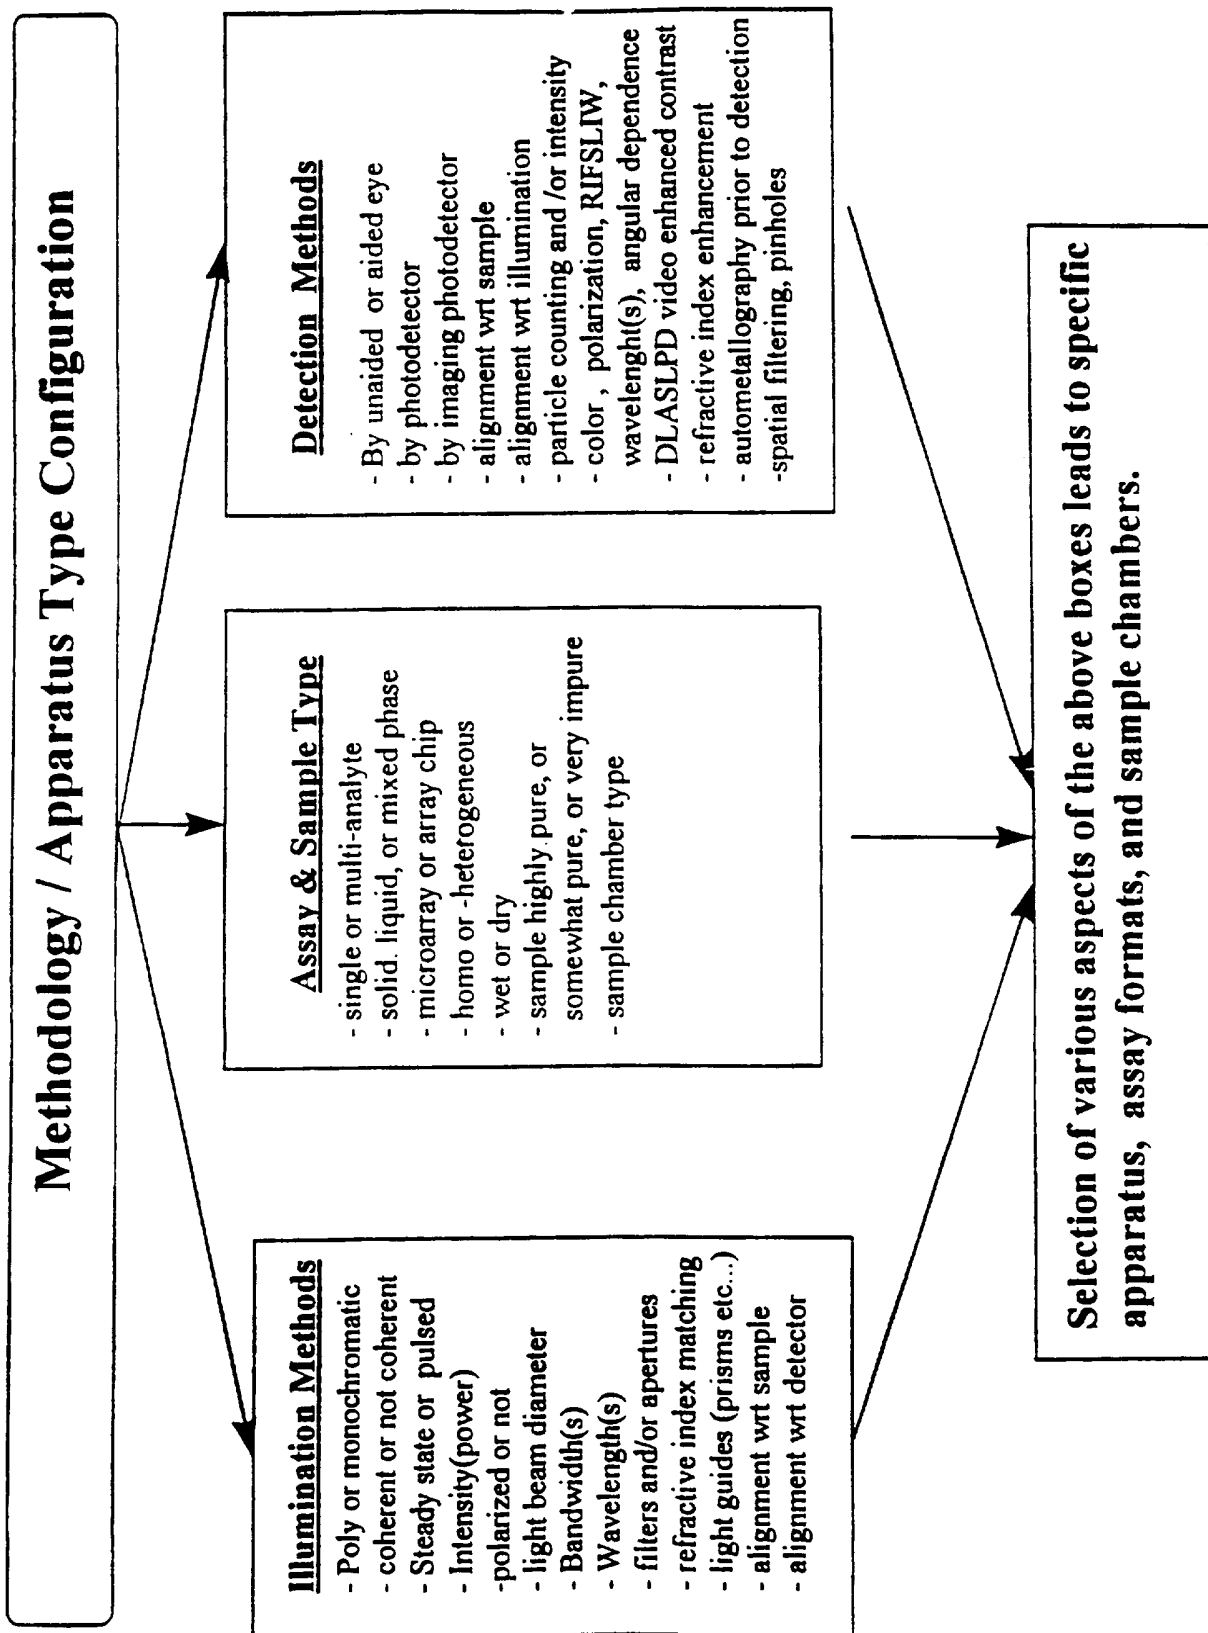 Methodology / Apparatus Type Configuration
Illumination Methods
- Poly or monochromatic
- coherent or not coherent
- Steady state or pulsed
- Intensity(power)
-polarized or not
- light beam diameter
- Bandwidth(s)
- Wavelength(s)
- filters and/or apertures
- refractive index matching
- light guides (prisms etc...)
- alignment wrt sample
- alignment wrt detector
Assay & Sample Type
- single or multi-analyte
- solid. liquid, or mixed phase
- microarray or array chip
- homo or -heterogeneous
- wet or dry
- sample highly pure, or
somewhat pure, or very impure
- sample chamber type
Detection Methods
- By unaided or aided eye
- by photodetector
- by imaging photodetector
- alignment wrt sample
- alignment wrt illumination
- particle counting and /or intensity
- color , polarization, RIFSLIW,
wavelenght(s), angular dependence
- DLASLPD video enhanced contrast
- refractive index enhancement
- autometallography prior to detection
-spatial filtering, pinholes
Selection of various aspects of the above boxes leads to specific
apparatus, assay formats, and sample chambers.